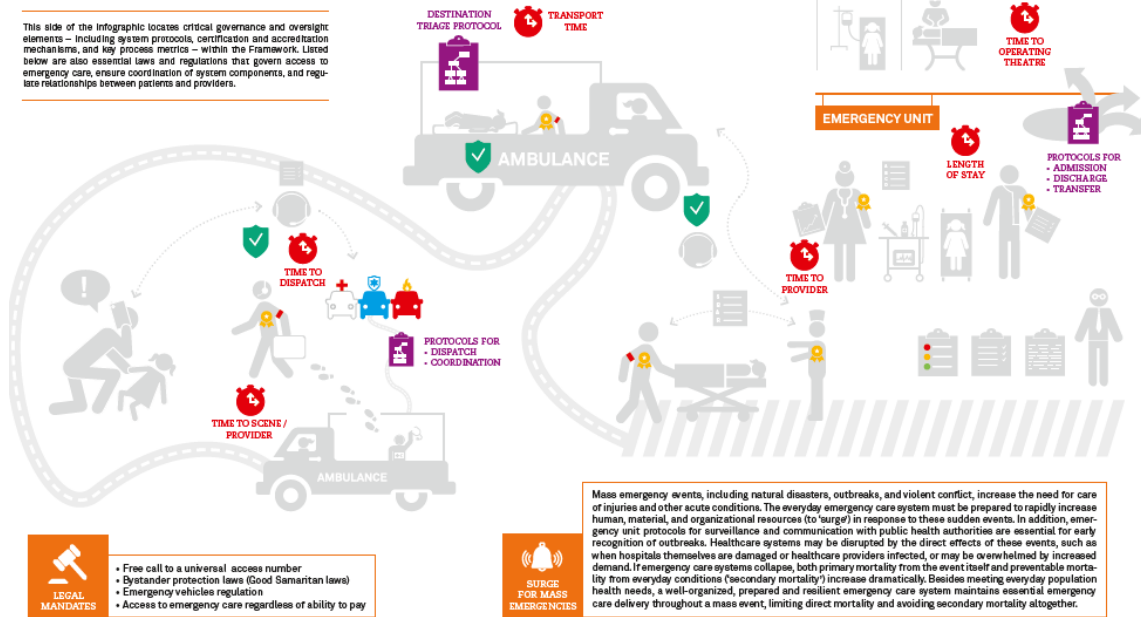 This side of the infographic locates critical governance and oversight
elements – including system protocols, certification and accreditation
mechanisms, and key process metrics – within the Framework. Listed
below are also essential laws and regulations that govern access to
emergency care, ensure coordination of system components, and regu-
late relationships between patients and providers.
DESTINATION
TRIAGE PROTOCOL
TRANSPORT
TIME
TIME TO
OPERATING
THEATRE
EMERGENCY UNIT
LENGTH
OF STAY
PROTOCOLS FOR
• ADMISSION
• DISCHARGE
• TRANSFER
AMBULANCE
TIME TO
DISPATCH
TIME TO
PROVIDER
PROTOCOLS FOR
• DISPATCH
• COORDINATION
TIME TO SCENE /
PROVIDER
AMBULANCE
LEGAL
MANDATES
• Free call to a universal access number
• Bystander protection laws (Good Samaritan laws)
• Emergency vehicles regulation
• Access to emergency care regardless of ability to pay
SURGE
FOR MASS
EMERGENCIES
Mass emergency events, including natural disasters, outbreaks, and violent conflict, increase the need for care
of injuries and other acute conditions. The everyday emergency care system must be prepared to rapidly increase
human, material, and organizational resources (to 'surge') in response to these sudden events. In addition, emer-
gency unit protocols for surveillance and communication with public health authorities are essential for early
recognition of outbreaks. Healthcare systems may be disrupted by the direct effects of these events, such as
when hospitals themselves are damaged or healthcare providers infected, or may be overwhelmed by increased
demand. If emergency care systems collapse, both primary mortality from the event itself and preventable morta-
lity from everyday conditions ('secondary mortality') increase dramatically. Besides meeting everyday population
health needs, a well-organized, prepared and resilient emergency care system maintains essential emergency
care delivery throughout a mass event, limiting direct mortality and avoiding secondary mortality altogether.